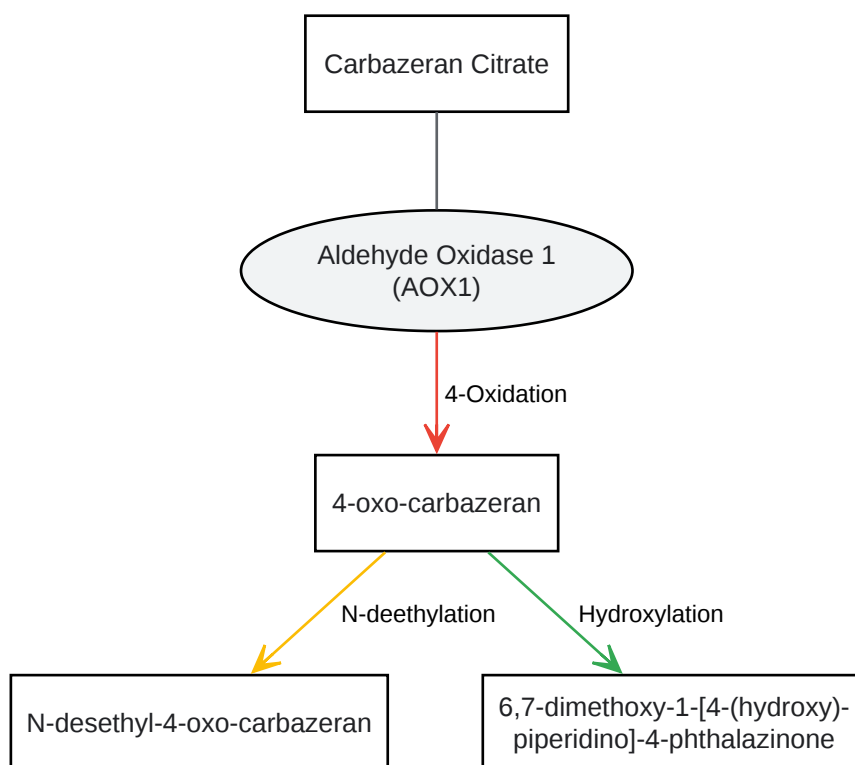 Carbazeran Citrate
Aldehyde Oxidase 1
(AOX1)
4-Oxidation
4-oxo-carbazeran
N-deethylation
Hydroxylation
N-desethyl-4-oxo-carbazeran
6,7-dimethoxy-1-[4-(hydroxy)-
piperidino]-4-phthalazinone